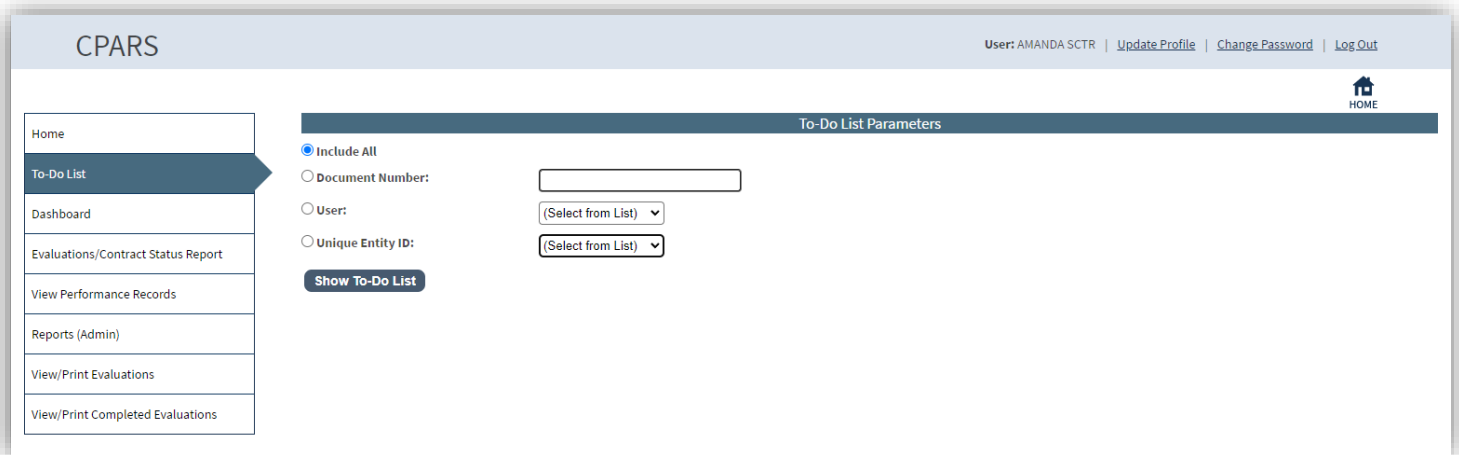 CPARS
User: AMANDA SCTR | Update Profile | Change Password | Log Out
HOME
Home
To-Do List
Dashboard
Evaluations/Contract Status Report
View Performance Records
Reports (Admin)
View/Print Evaluations
View/Print Completed Evaluations
To-Do List Parameters
Include All
Document Number:
User: (Select from List)
Unique Entity ID: (Select from List)
Show To-Do List